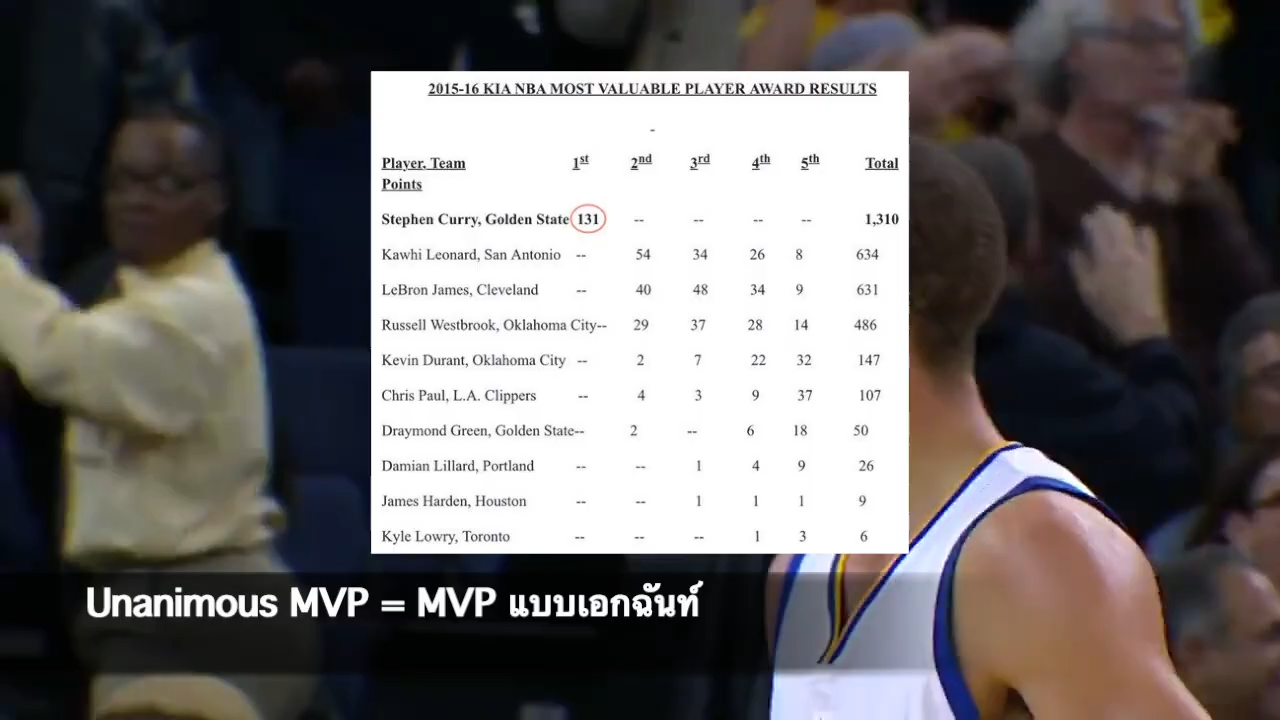 2015-16 KIA NBA MOST VALUABLE PLAYER AWARD RESULTS
-
Player, Team 1st 2nd 3rd 4th 5th Total
Points
Stephen Curry, Golden State 131 -- -- -- -- 1,310
Kawhi Leonard, San Antonio -- 54 34 26 8 634
LeBron James, Cleveland -- 40 48 34 9 631
Russell Westbrook, Oklahoma City-- 29 37 28 14 486
Kevin Durant, Oklahoma City -- 2 7 22 32 147
Chris Paul, L.A. Clippers -- 4 3 9 37 107
Draymond Green, Golden State-- 2 -- 6 18 50
Damian Lillard, Portland -- -- 1 4 9 26
James Harden, Houston -- -- 1 1 1 9
Kyle Lowry, Toronto -- -- -- 1 3 6
Unanimous MVP = MVP แบบเอกฉันท์